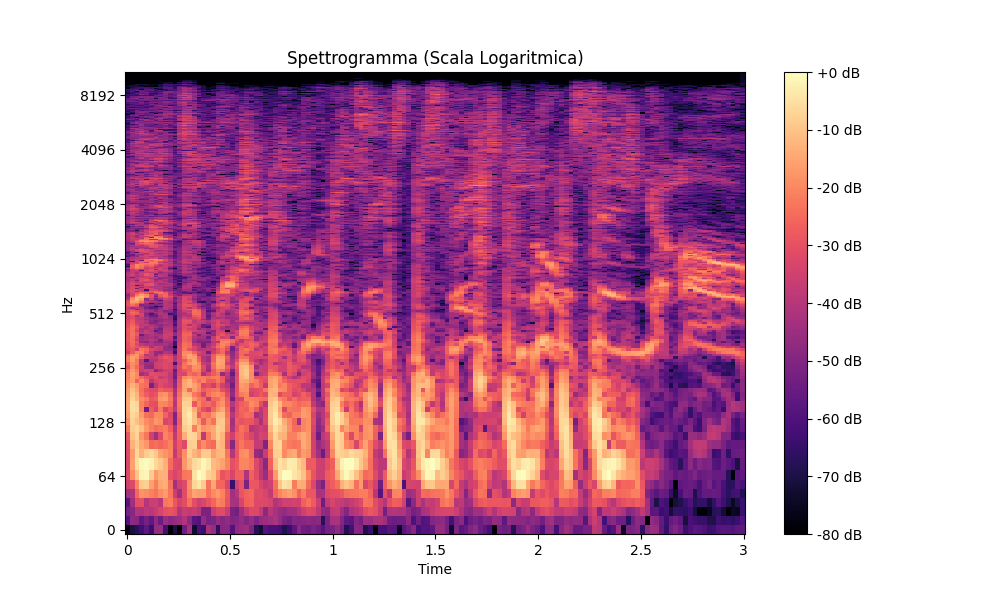 Spettrogramma (Scala Logaritmica)
8192
4096
2048
1024
512
256
128
64
0
Hz
0
0.5
1
1.5
2
2.5
3
Time
+0 dB
-10 dB
-20 dB
-30 dB
-40 dB
-50 dB
-60 dB
-70 dB
-80 dB